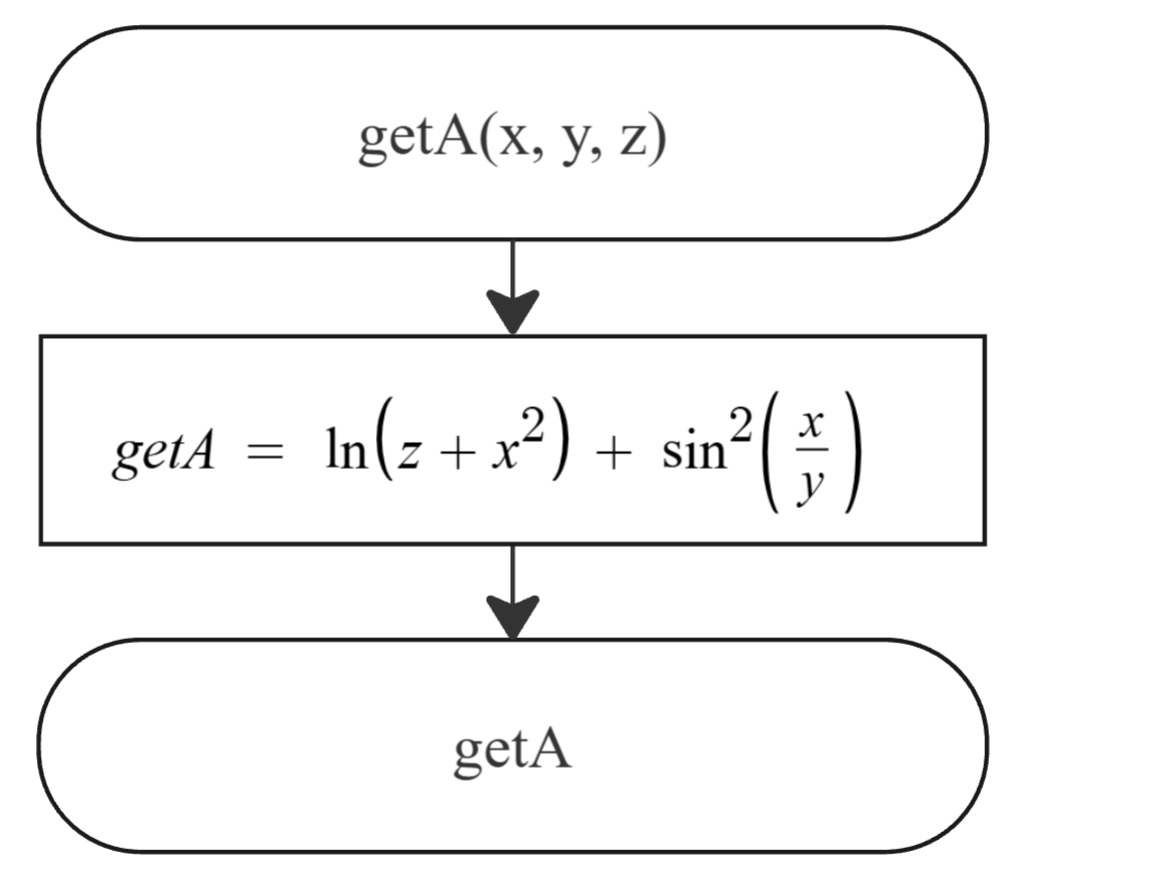 getA(x, y, z)
getA = ln(z + x²) + sin²(x/y)
getA